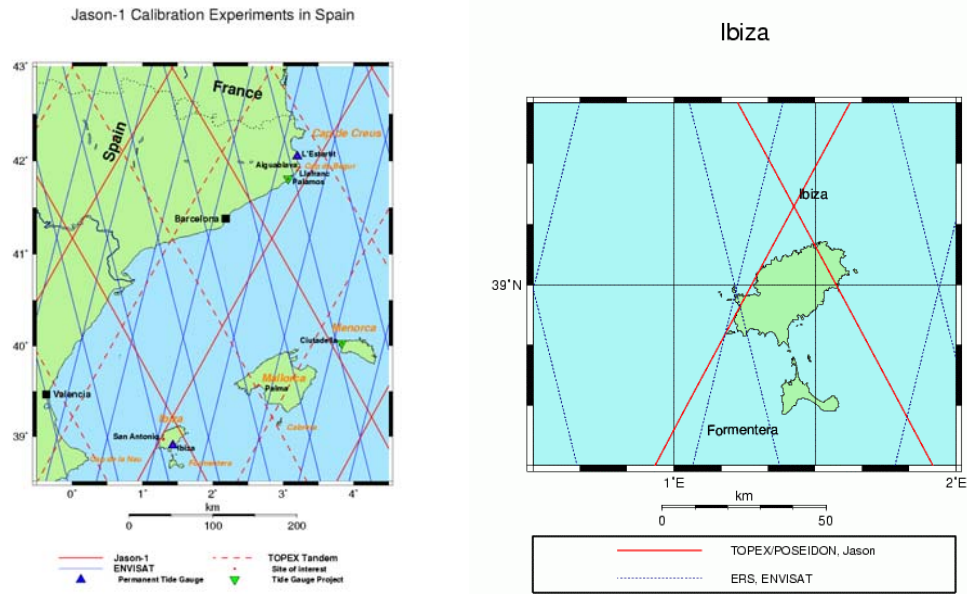 Jason-1 Calibration Experiments in Spain
43°
France
Spain
Cap de Creus
L'Estartit
42°
Aiguablava
Cap de Begur
Llafranc
Palamos
Barcelona
41°
Menorca
40°
Ciutadella
Mallorca
Palma
Valencia
Ibiza
Cabrera
39°
San Antonio
Ibiza
Cap de la Nau
Formentera
0° 1° 2° 3° 4°
km
0 100 200
Jason-1
TOPEX Tandem
ENVISAT
Site of interest
Permanent Tide Gauge
Tide Gauge Project
Ibiza
Ibiza
39°N
Formentera
1°E 2°E
km
0 50
TOPEX/POSEIDON, Jason
ERS, ENVISAT